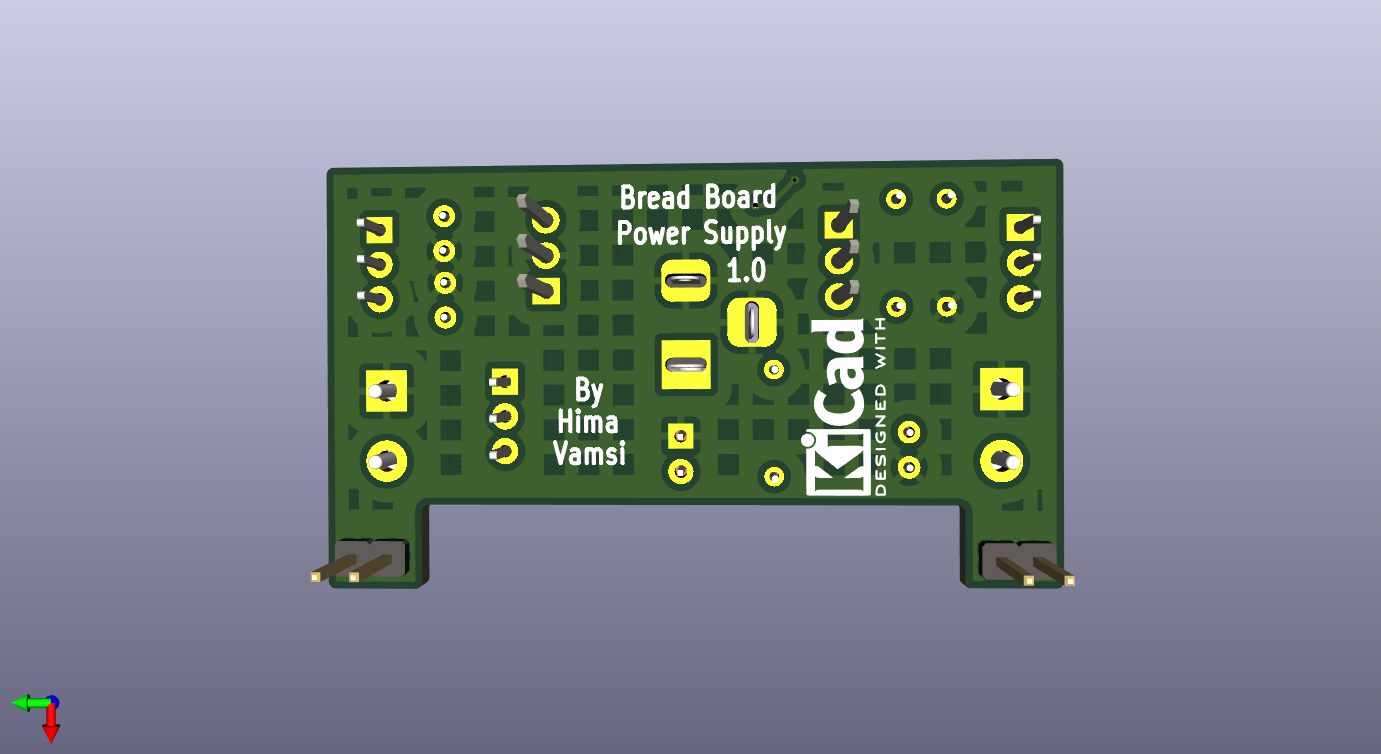 Bread Board
Power Supply
1.0
By
Hima
Vamsi
KiCad
DESIGNED WITH